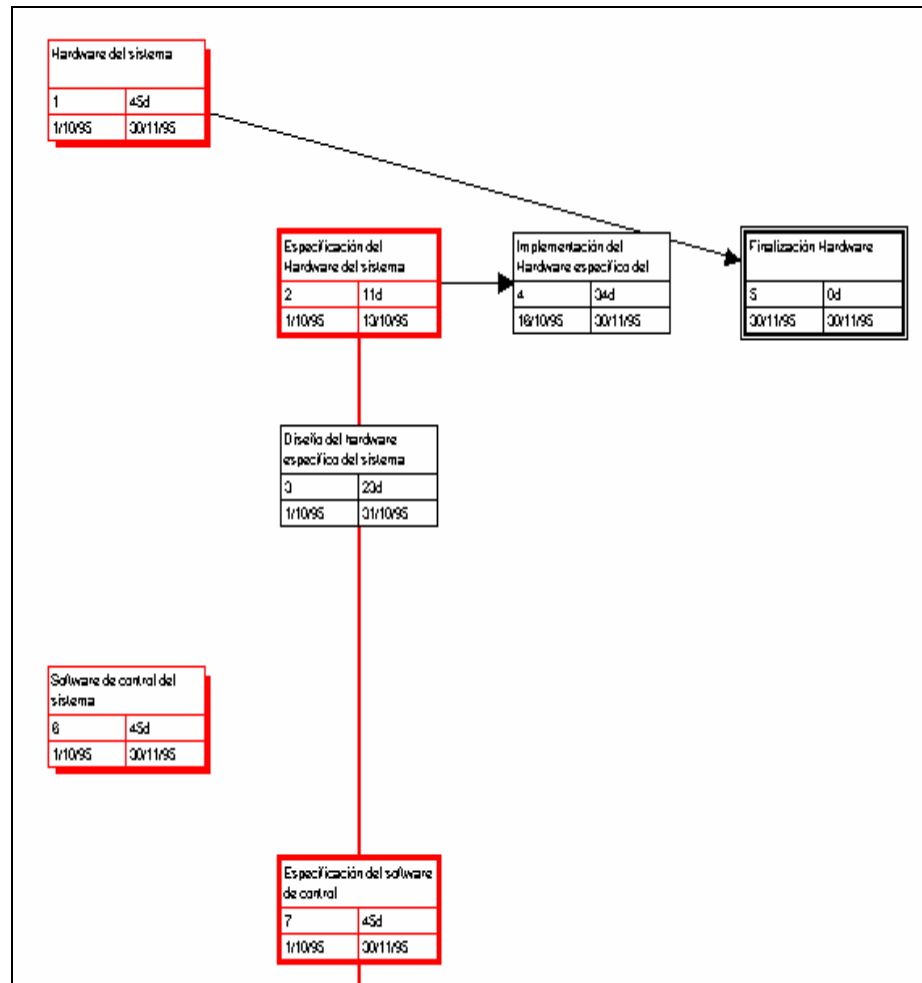 Hardware del sistema
1 45d
1/10/95 30/11/95
Especificación del
Hardware del sistema
2 11d
1/10/95 13/10/95
Implementación del
Hardware específico del
4 34d
16/10/95 30/11/95
Finalización Hardware
5 0d
30/11/95 30/11/95
Diseño del hardware
específico del sistema
3 23d
1/10/95 31/10/95
Software de control del
sistema
6 45d
1/10/95 30/11/95
Especificación del software
de control
7 45d
1/10/95 30/11/95